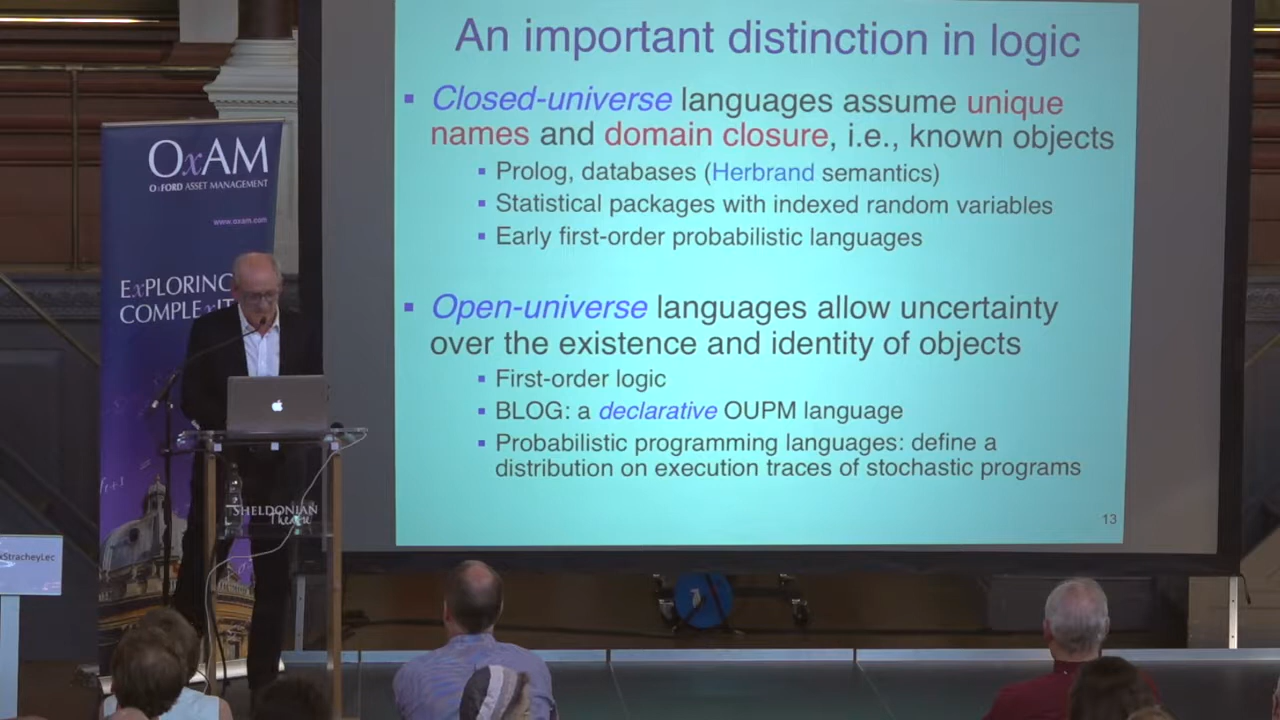 An important distinction in logic
Closed-universe languages assume unique
names and domain closure, i.e., known objects
Prolog, databases (Herbrand semantics)
Statistical packages with indexed random variables
Early first-order probabilistic languages
Open-universe languages allow uncertainty
over the existence and identity of objects
First-order logic
BLOG: a declarative OUPM language
Probabilistic programming languages: define a
distribution on execution traces of stochastic programs
13
OxAM
OxFORD ASSET MANAGEMENT
www.oxam.com
ExPLORING
COMPLExIT
SHELDONIAN
Theatre
xStracheyLec